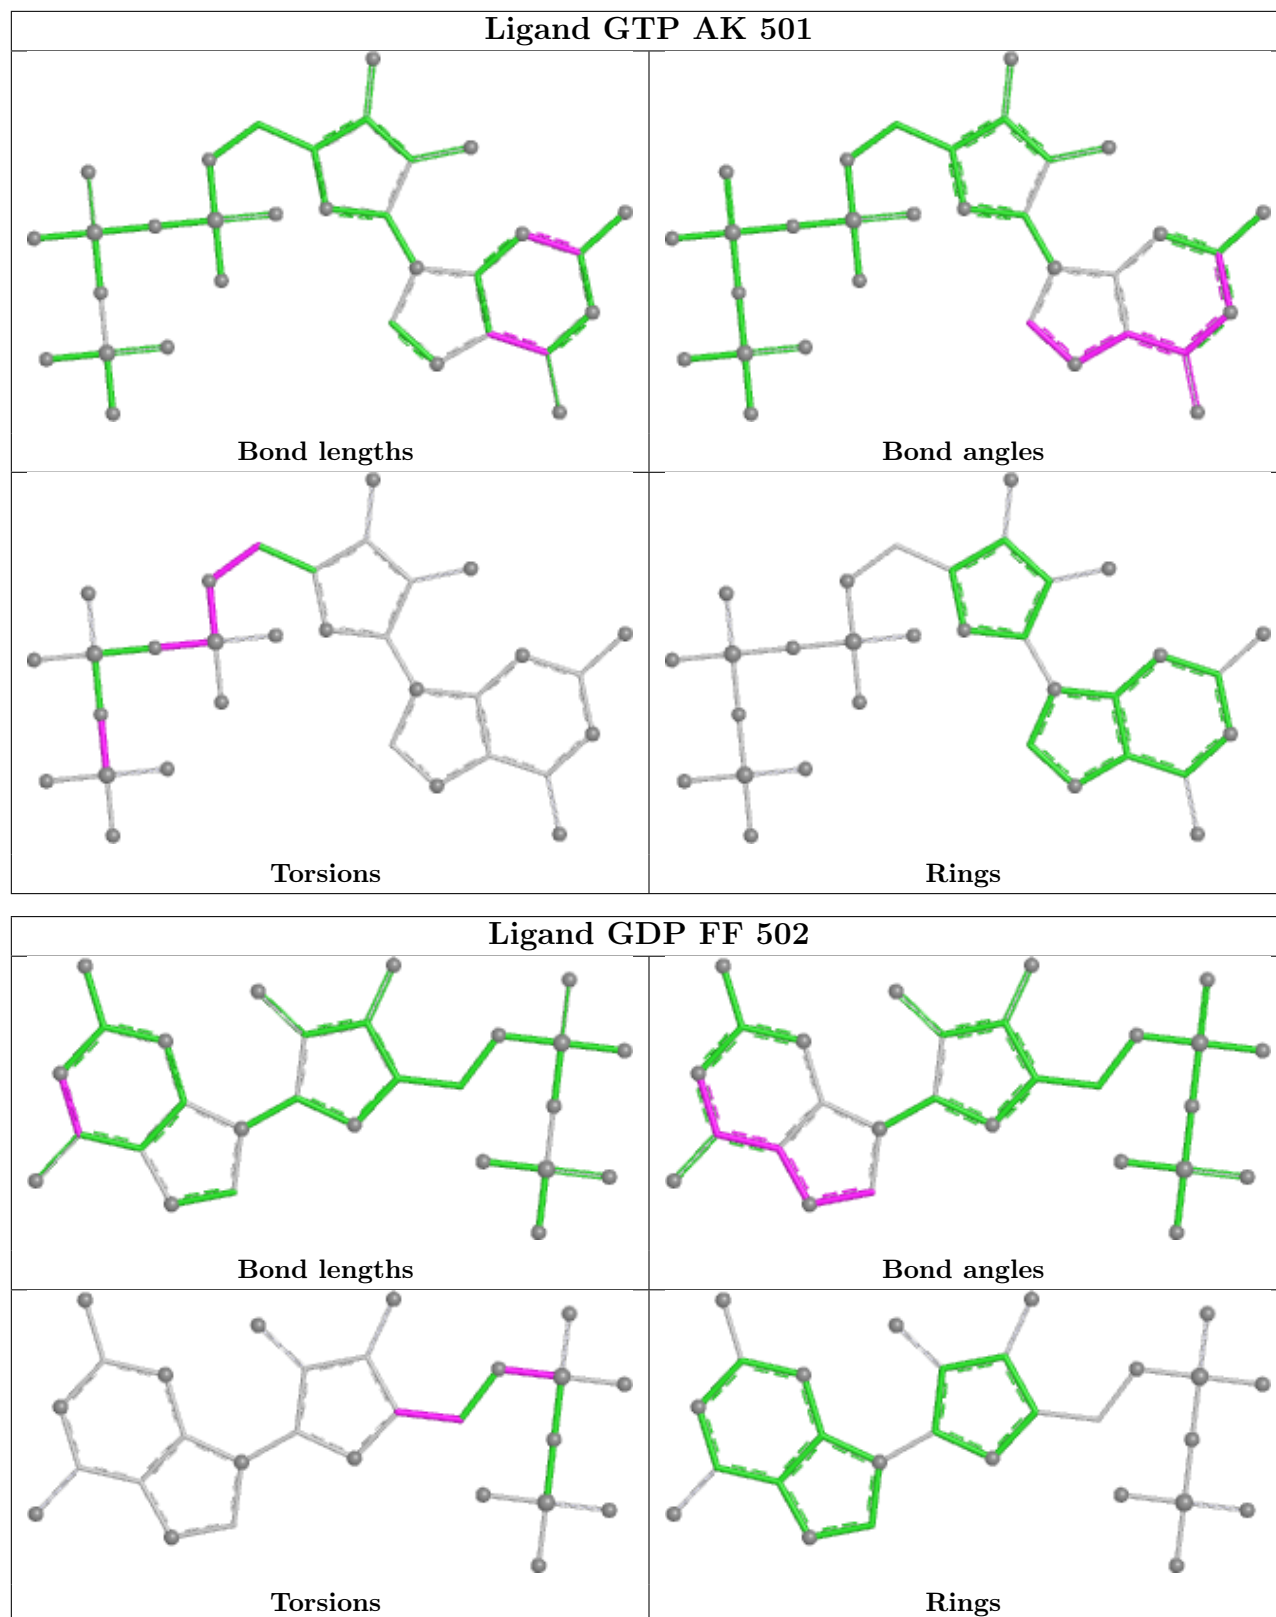 Ligand GTP AK 501
Bond lengths
Bond angles
Torsions
Rings
Ligand GDP FF 502
Bond lengths
Bond angles
Torsions
Rings